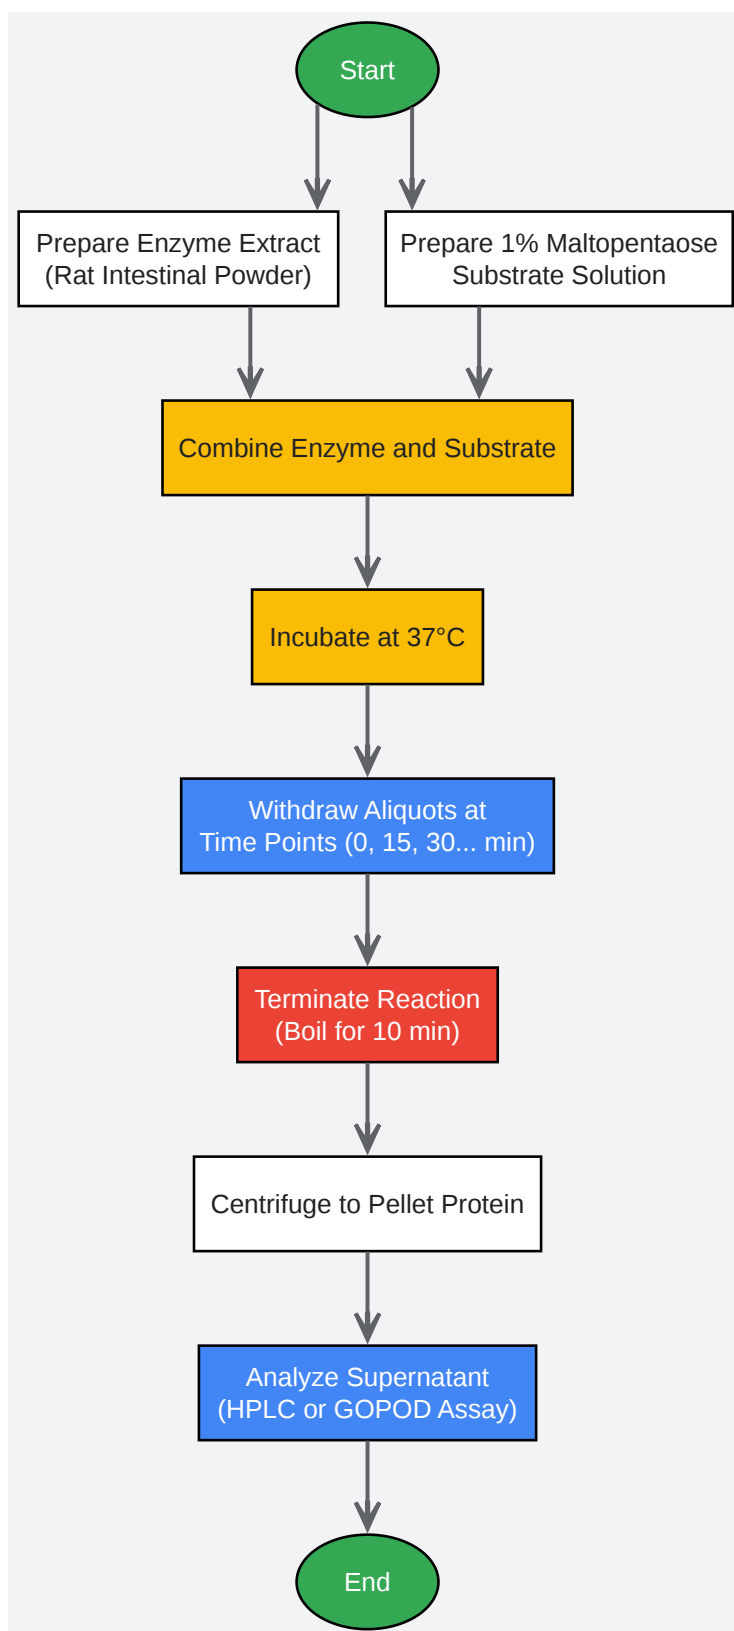 Start
Prepare Enzyme Extract
(Rat Intestinal Powder)
Prepare 1% Maltopentaose
Substrate Solution
Combine Enzyme and Substrate
Incubate at 37°C
Withdraw Aliquots at
Time Points (0, 15, 30... min)
Terminate Reaction
(Boil for 10 min)
Centrifuge to Pellet Protein
Analyze Supernatant
(HPLC or GOPOD Assay)
End